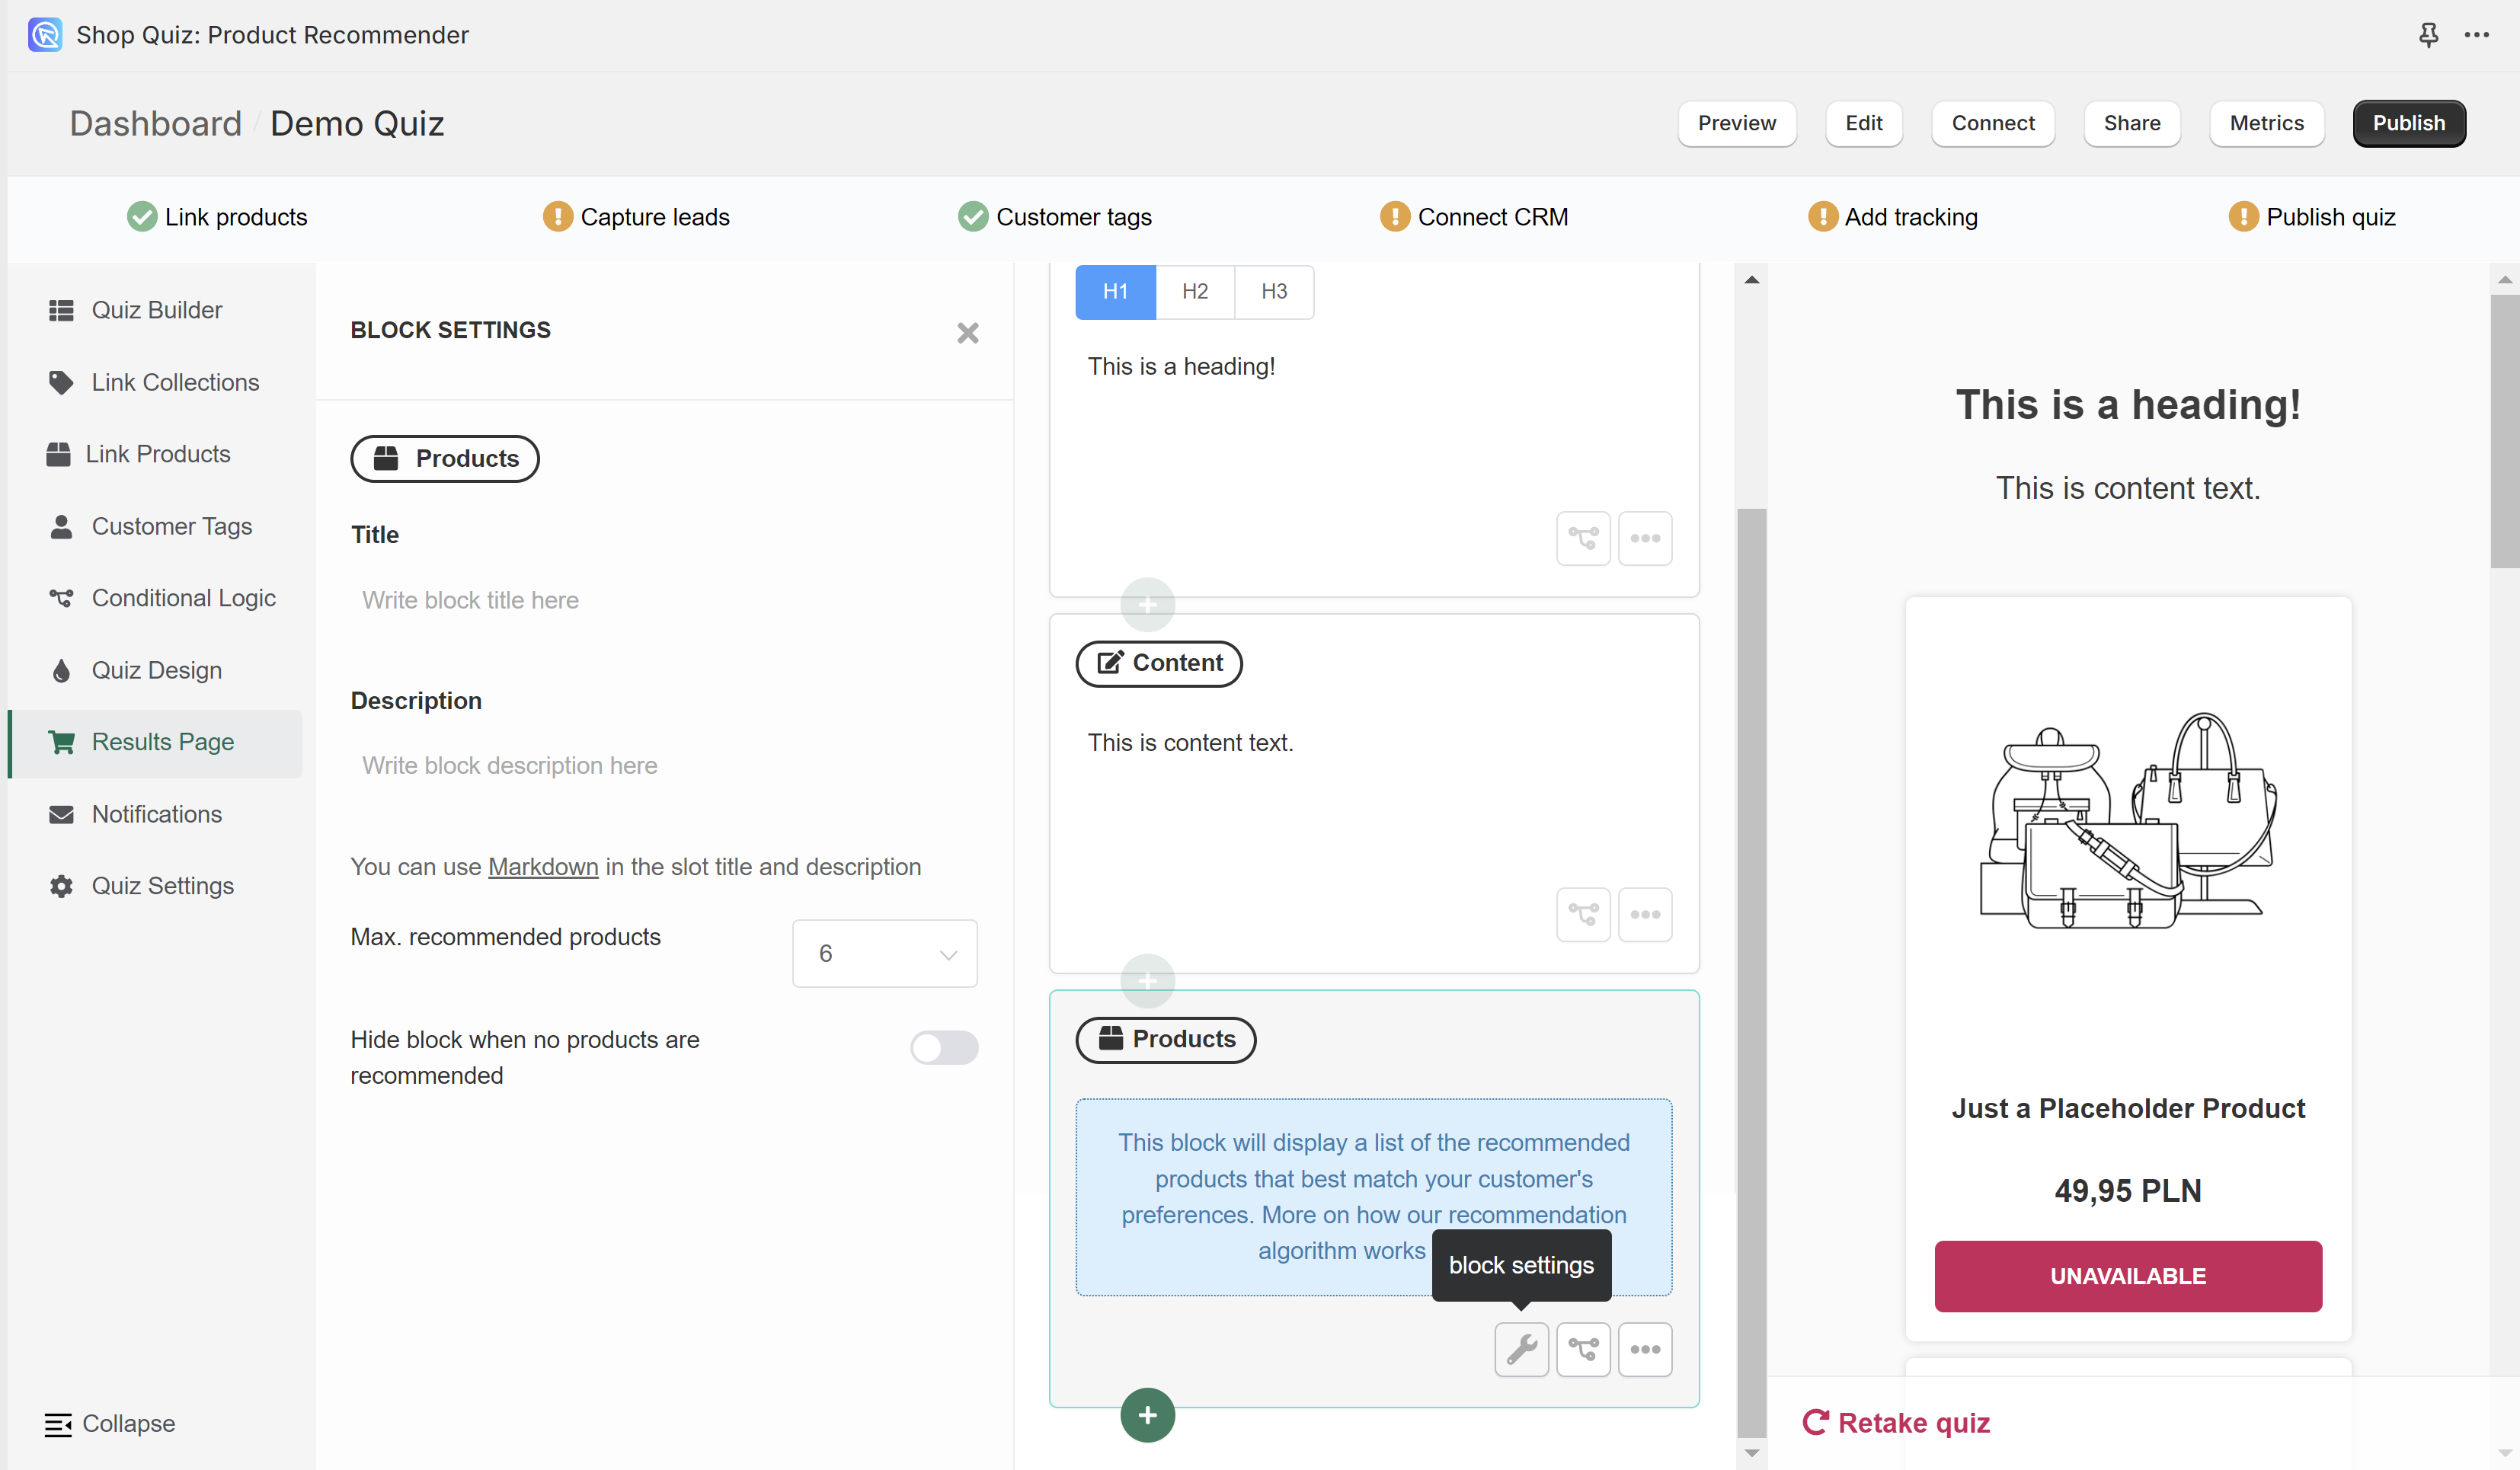 Shop Quiz: Product Recommender
Dashboard / Demo Quiz
Preview
Edit
Connect
Share
Metrics
Publish
Link products
Capture leads
Customer tags
Connect CRM
Add tracking
Publish quiz
Quiz Builder
Link Collections
Link Products
Customer Tags
Conditional Logic
Quiz Design
Results Page
Notifications
Quiz Settings
Collapse
BLOCK SETTINGS
Products
Title
Write block title here
Description
Write block description here
You can use Markdown in the slot title and description
Max. recommended products
6
Hide block when no products are
recommended
H1
H2
H3
This is a heading!
Content
This is content text.
Products
This block will display a list of the recommended
products that best match your customer's
preferences. More on how our recommendation
algorithm works
block settings
This is a heading!
This is content text.
Just a Placeholder Product
49,95 PLN
UNAVAILABLE
Retake quiz